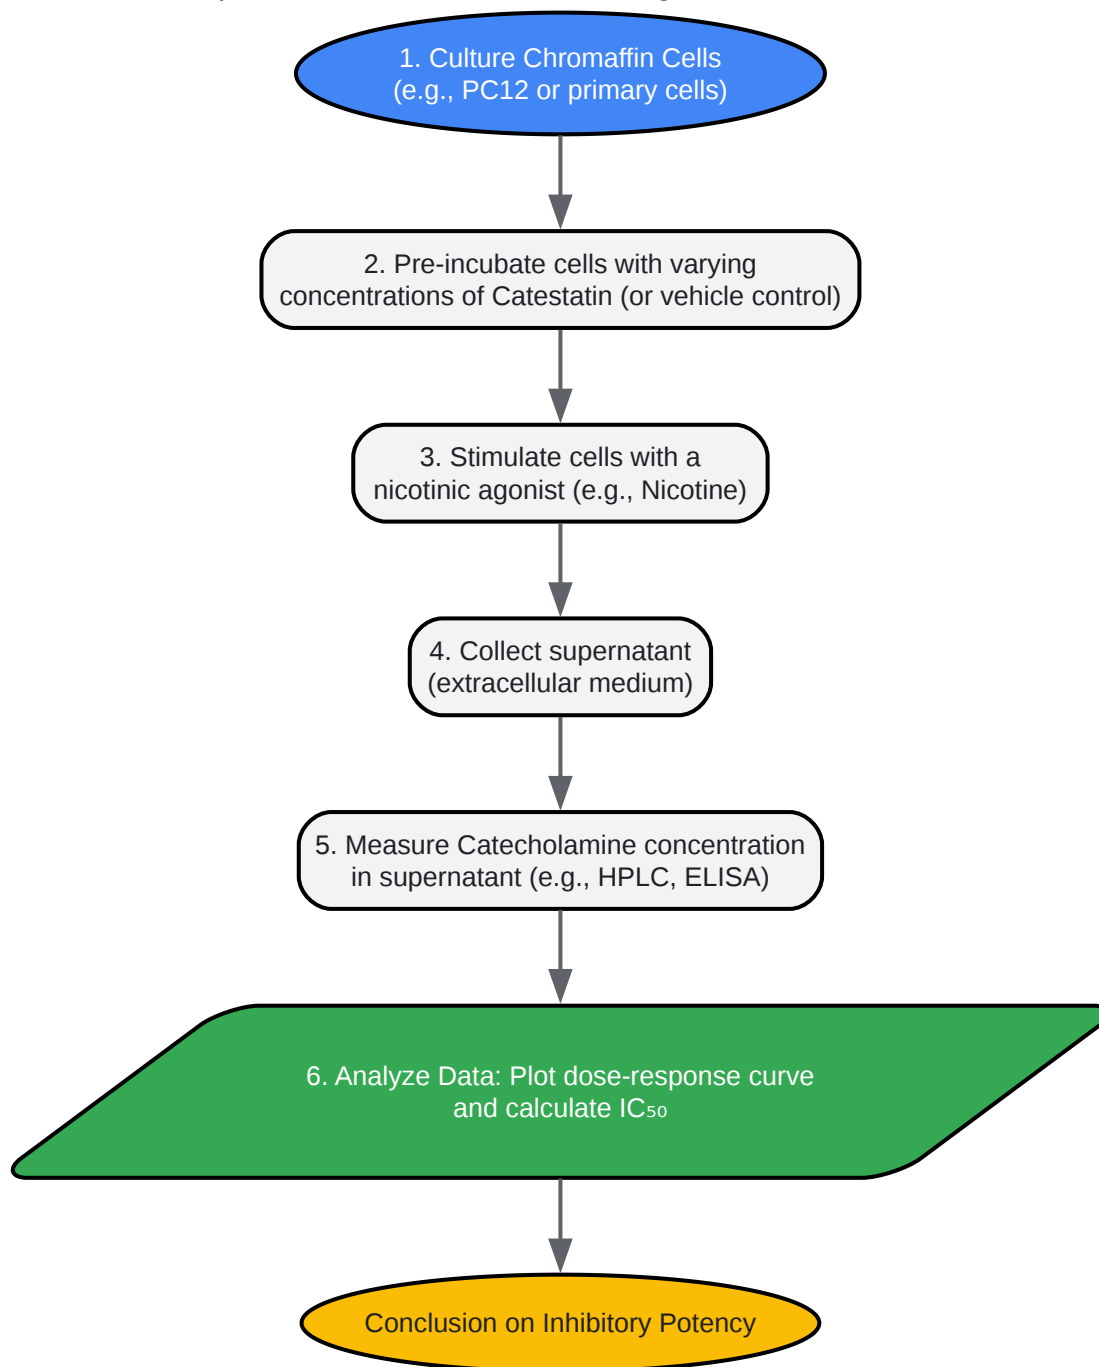 1. Culture Chromaffin Cells
(e.g., PC12 or primary cells)
2. Pre-incubate cells with varying
concentrations of Catestatin (or vehicle control)
3. Stimulate cells with a
nicotinic agonist (e.g., Nicotine)
4. Collect supernatant
(extracellular medium)
5. Measure Catecholamine concentration
in supernatant (e.g., HPLC, ELISA)
6. Analyze Data: Plot dose-response curve
and calculate IC₅₀
Conclusion on Inhibitory Potency